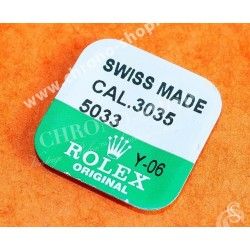 SWISS MADE
CAL.3035
5033
Y-06
ROLEX
ORIGINAL